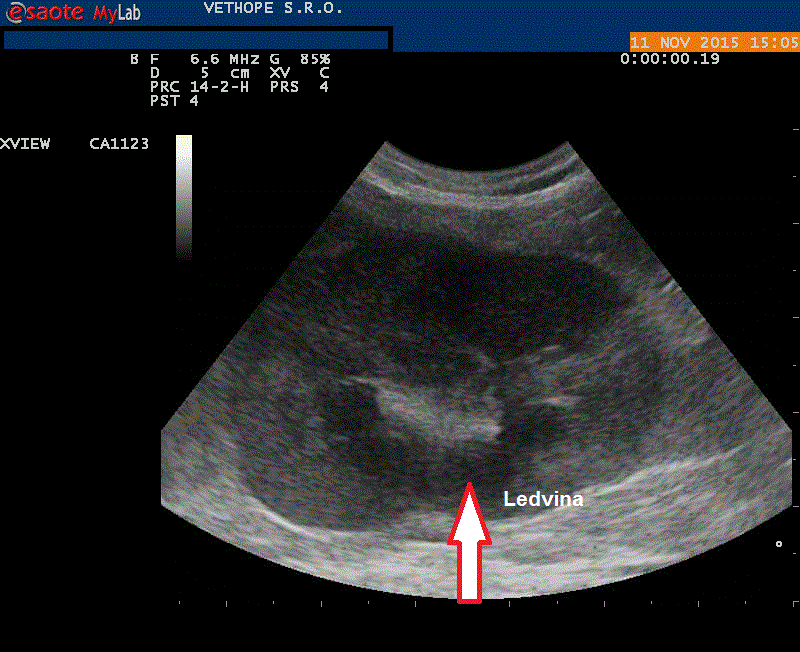 esaote MyLab
VETHOPE S.R.O.
11 NOV 2015 15:05
0:00:00.19
B F 6.6 MHz G 85%
D 5 cm XV C
PRC 14-2-H PRS 4
PST 4
XVIEW CA1123
Ledvina